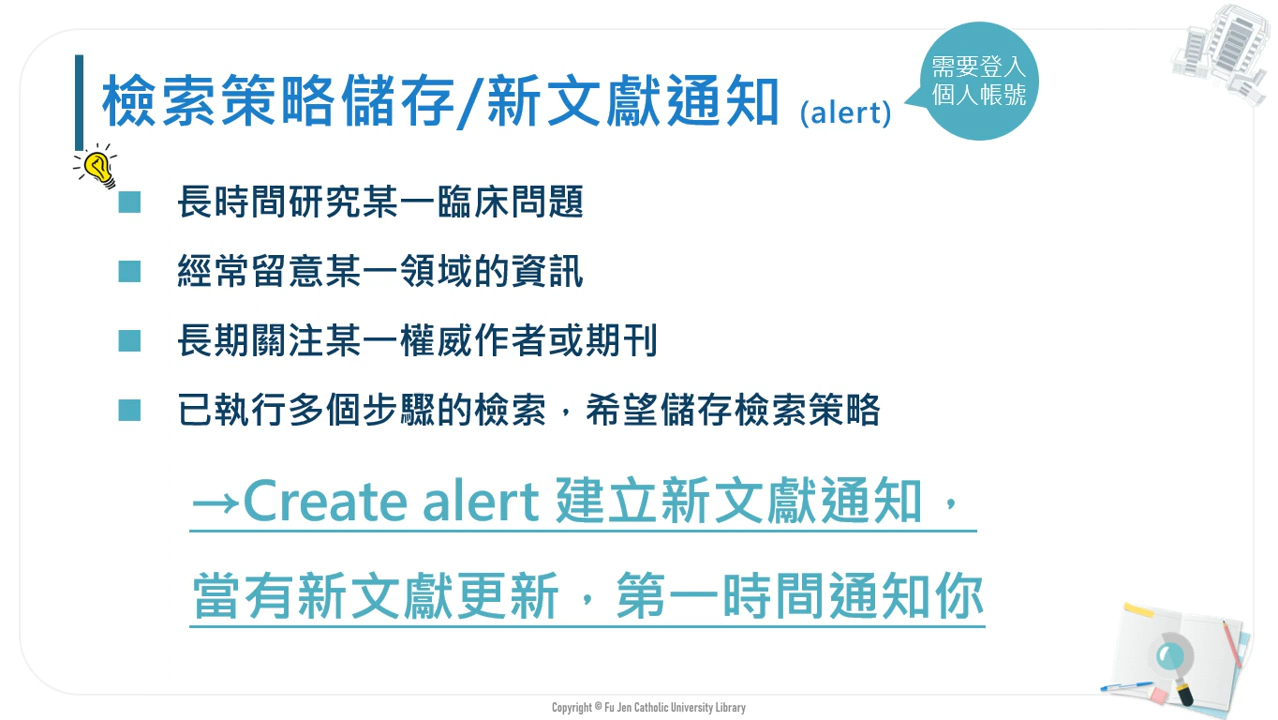 檢索策略儲存/新文獻通知 (alert)
需要登入
個人帳號
長時間研究某一臨床問題
經常留意某一領域的資訊
長期關注某一權威作者或期刊
已執行多個步驟的檢索，希望儲存檢索策略
→Create alert 建立新文獻通知，
當有新文獻更新，第一時間通知你
Copyright © Fu Jen Catholic University Library